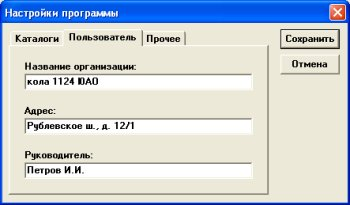 Настройки программы
Каталоги Пользователь Прочее
Сохранить
Отмена
Название организации:
кола 1124 ЮАО
Адрес:
Рублевское ш., д. 12/1
Руководитель:
Петров И.И.